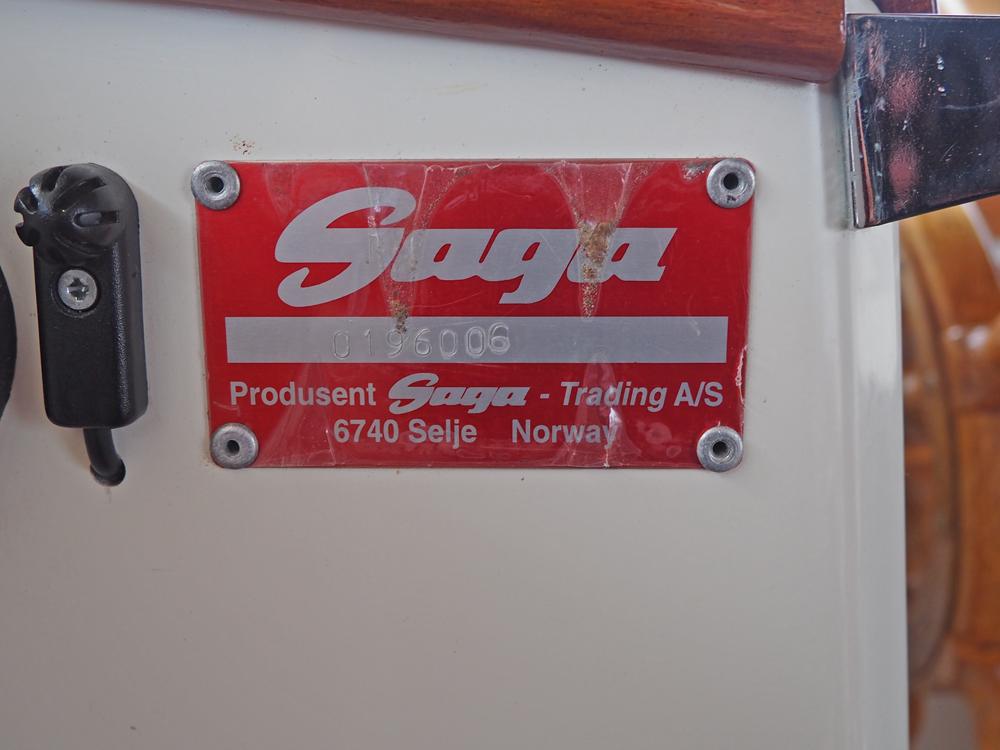 Saga
0196006
Produsent Saga - Trading A/S
6740 Selje Norway